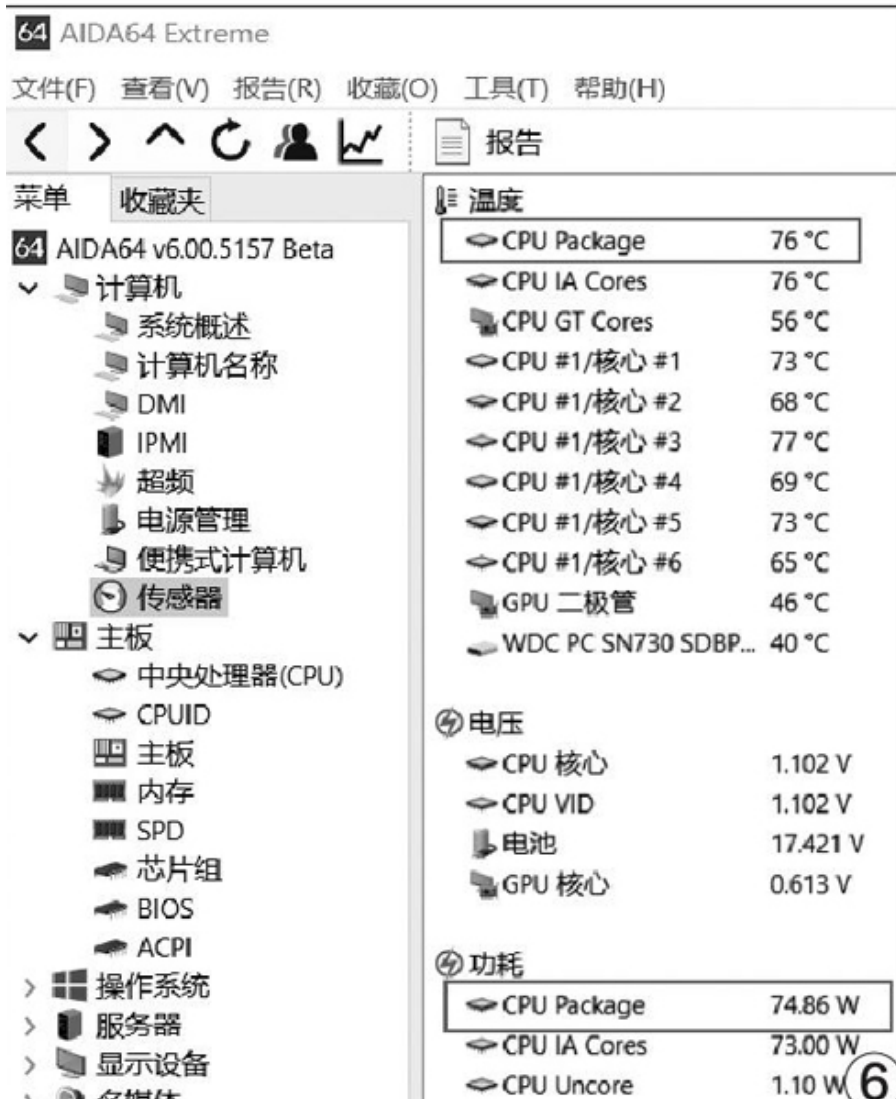 64 AIDA64 Extreme
文件(F) 查看(V) 报告(R) 收藏(O) 工具(T) 帮助(H)
报告
菜单 收藏夹
64 AIDA64 v6.00.5157 Beta
计算机
系统概述
计算机名称
DMI
IPMI
超频
电源管理
便携式计算机
传感器
主板
中央处理器(CPU)
CPUID
主板
内存
SPD
芯片组
BIOS
ACPI
操作系统
服务器
显示设备
多媒体
温度
CPU Package 76 °C
CPU IA Cores 76 °C
CPU GT Cores 56 °C
CPU #1/核心 #1 73 °C
CPU #1/核心 #2 68 °C
CPU #1/核心 #3 77 °C
CPU #1/核心 #4 69 °C
CPU #1/核心 #5 73 °C
CPU #1/核心 #6 65 °C
GPU 二极管 46 °C
WDC PC SN730 SDBP... 40 °C
电压
CPU 核心 1.102 V
CPU VID 1.102 V
电池 17.421 V
GPU 核心 0.613 V
功耗
CPU Package 74.86 W
CPU IA Cores 73.00 W
CPU Uncore 1.10 W
⑥